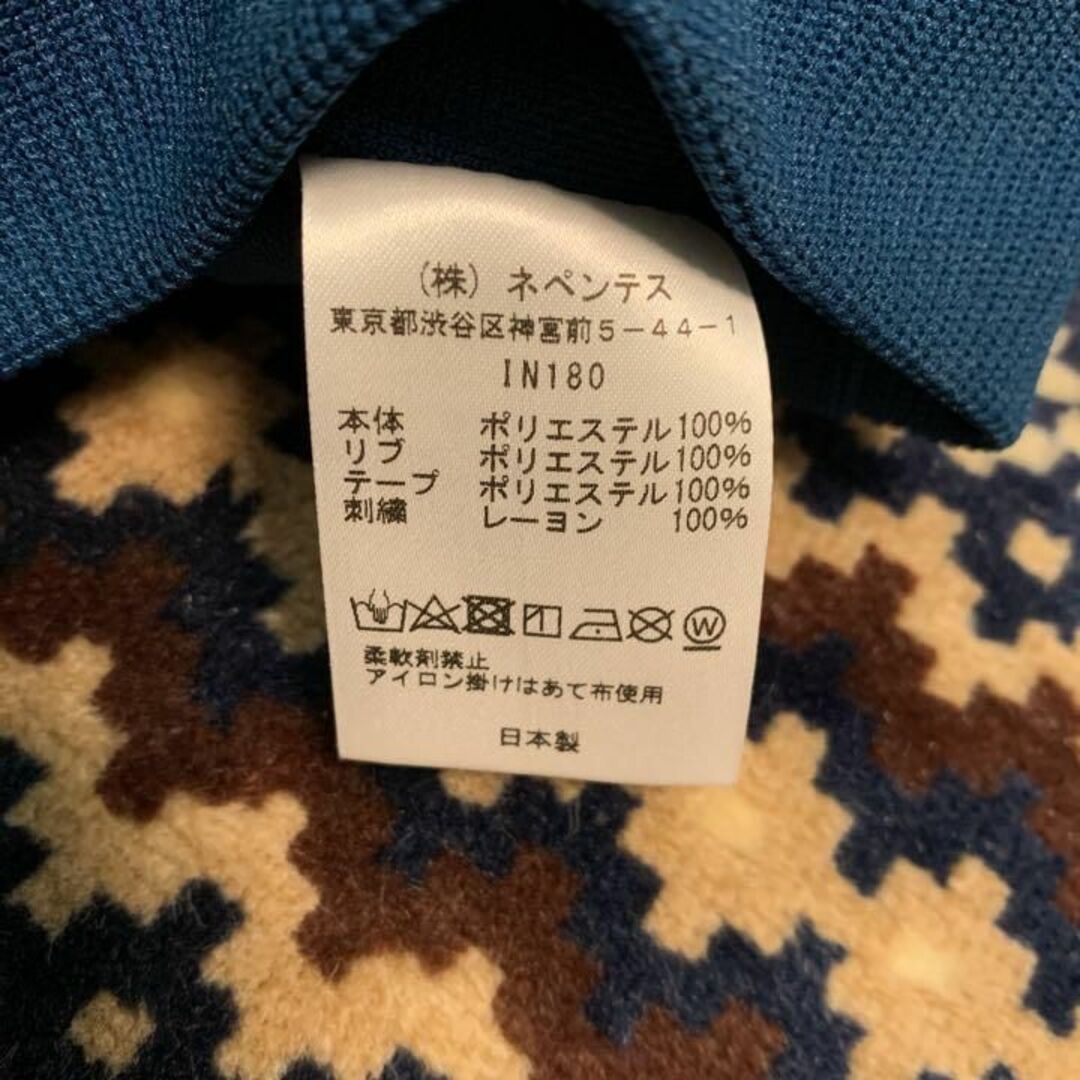 (株) ネペンテス
東京都渋谷区神宮前5-44-1
IN180
本体 ポリエステル100%
リブ ポリエステル100%
テープ ポリエステル100%
刺繍 レーヨン 100%
W
柔軟剤禁止
アイロン掛けはあて布使用
日本製